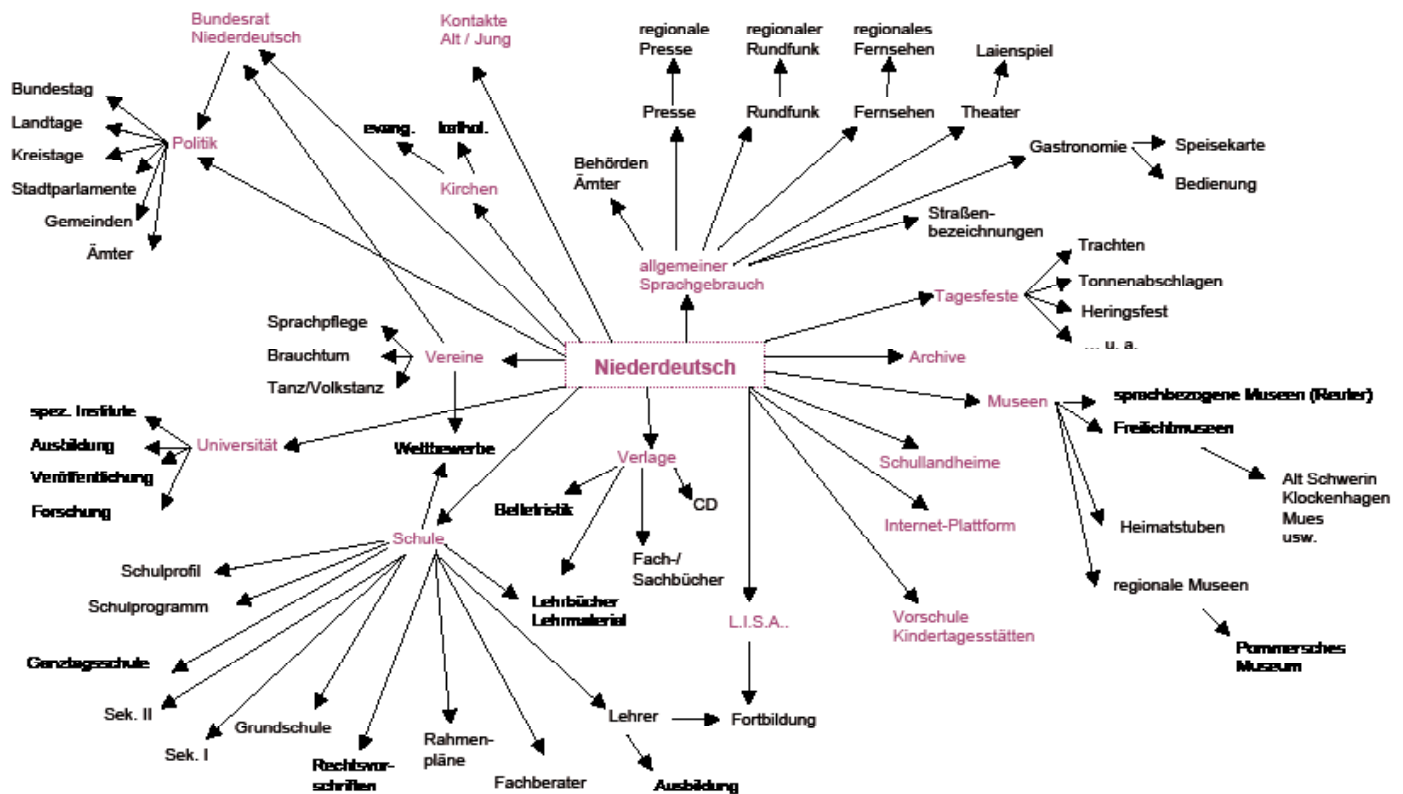 Bundesrat
Niederdeutsch
Kontakte
Alt / Jung
regionale
Presse
regionaler
Rundfunk
regionales
Fernsehen
Laienspiel
Bundestag
Landtage
Kreistage
Stadtparlamente
Gemeinden
Ämter
Politik
evang.
kathol.
Kirchen
Presse
Rundfunk
Fernsehen
Theater
Behörden
Ämter
Gastronomie
Speisekarte
Bedienung
Straßen-
bezeichnungen
allgemeiner
Sprachgebrauch
Tagesfeste
Trachten
Tonnenabschlagen
Heringsfest
... u. a.
Sprachpflege
Brauchtum
Tanz/Volkstanz
Vereine
Niederdeutsch
Archive
Museen
sprachbezogene Museen (Reuter)
Freilichtmuseen
Alt Schwerin
Klockenhagen
Mues
usw.
Heimatstuben
regionale Museen
Pommersches
Museum
spez. Institute
Ausbildung
Veröffentlichung
Forschung
Universität
Wettbewerbe
Verlage
Belletristik
CD
Fach-/
Sachbücher
Lehrbücher
Lehrmaterial
Schullandheime
Internet-Plattform
Vorschule
Kindertagesstätten
L.I.S.A..
Schule
Schulprofil
Schulprogramm
Ganztagsschule
Sek. II
Sek. I
Grundschule
Rechtsvor-
schriften
Rahmen-
pläne
Fachberater
Lehrer
Fortbildung
Ausbildung